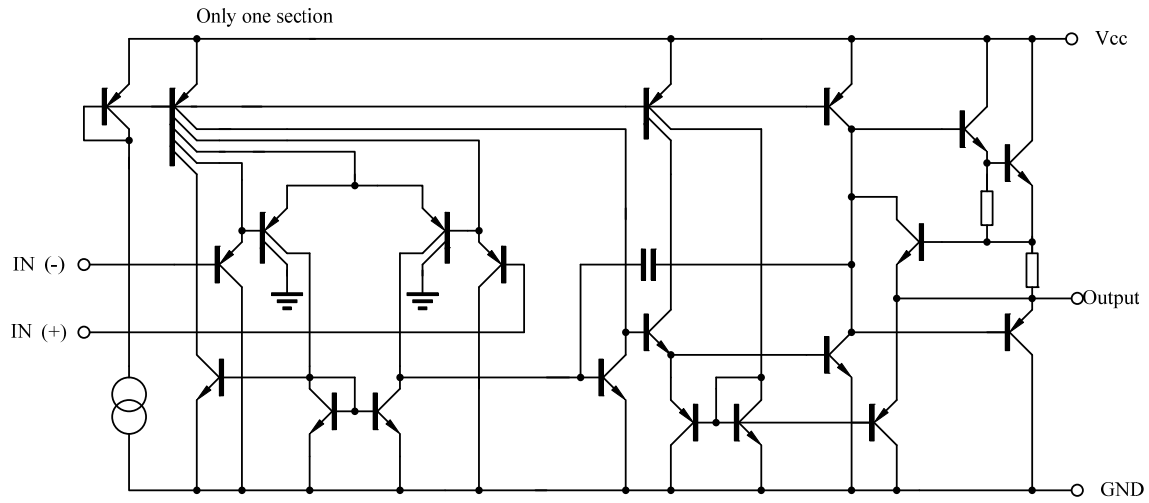 Only one section
Vcc
IN (-)
Output
IN (+)
GND